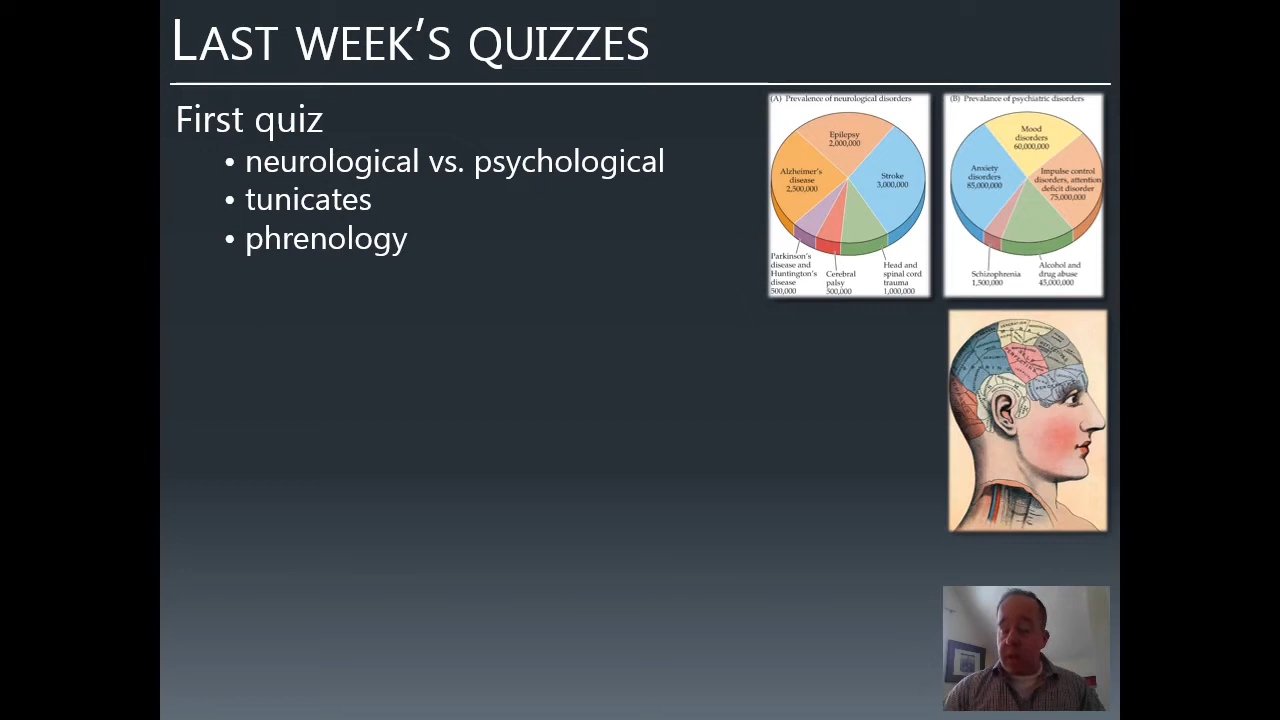 LAST WEEK'S QUIZZES
First quiz
• neurological vs. psychological
• tunicates
• phrenology
(A) Prevalence of neurological disorders
Epilepsy
2,000,000
Alzheimer's
disease
2,500,000
Stroke
3,000,000
Parkinson's
disease and
Huntington's
disease
500,000
Cerebral
palsy
500,000
Head and
spinal cord
trauma
1,000,000
(B) Prevalance of psychiatric disorders
Mood
disorders
60,000,000
Anxiety
disorders
85,000,000
Impulse control
disorders, attention
deficit disorder
75,000,000
Schizophrenia
1,500,000
Alcohol and
drug abuse
45,000,000